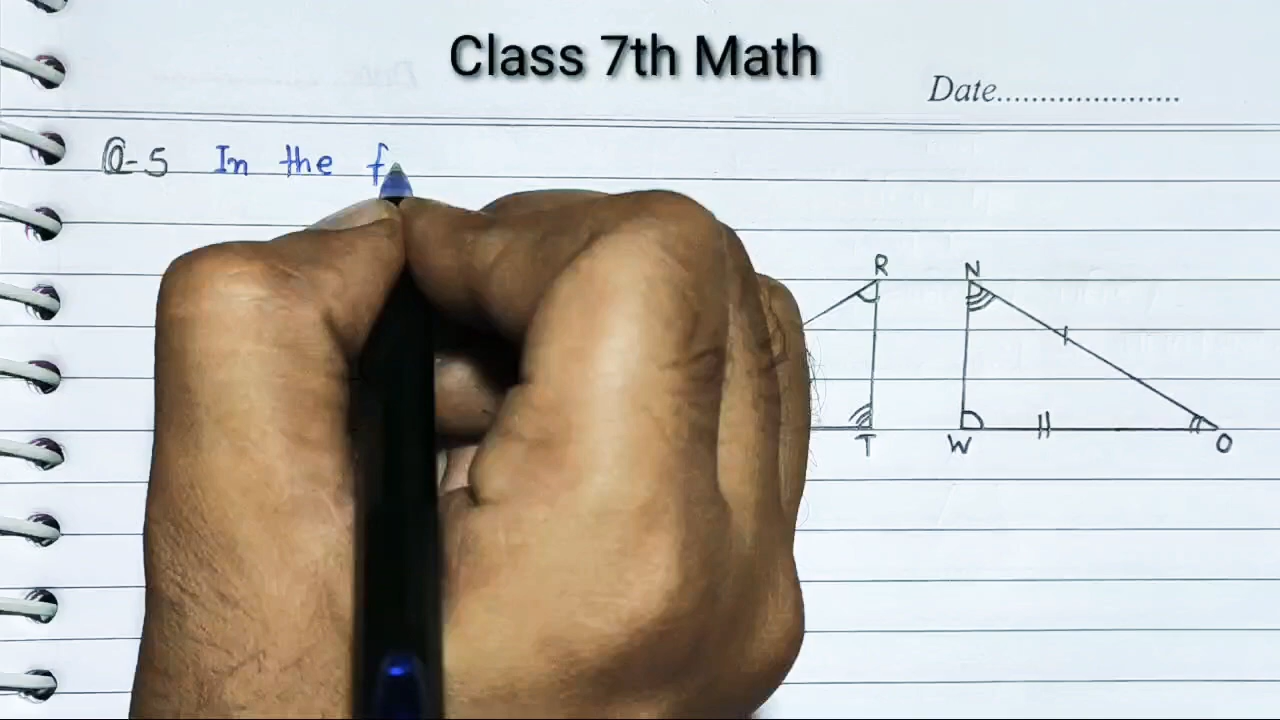 Class 7th Math
Date.....................
Q-5 In the f
R N
T W O